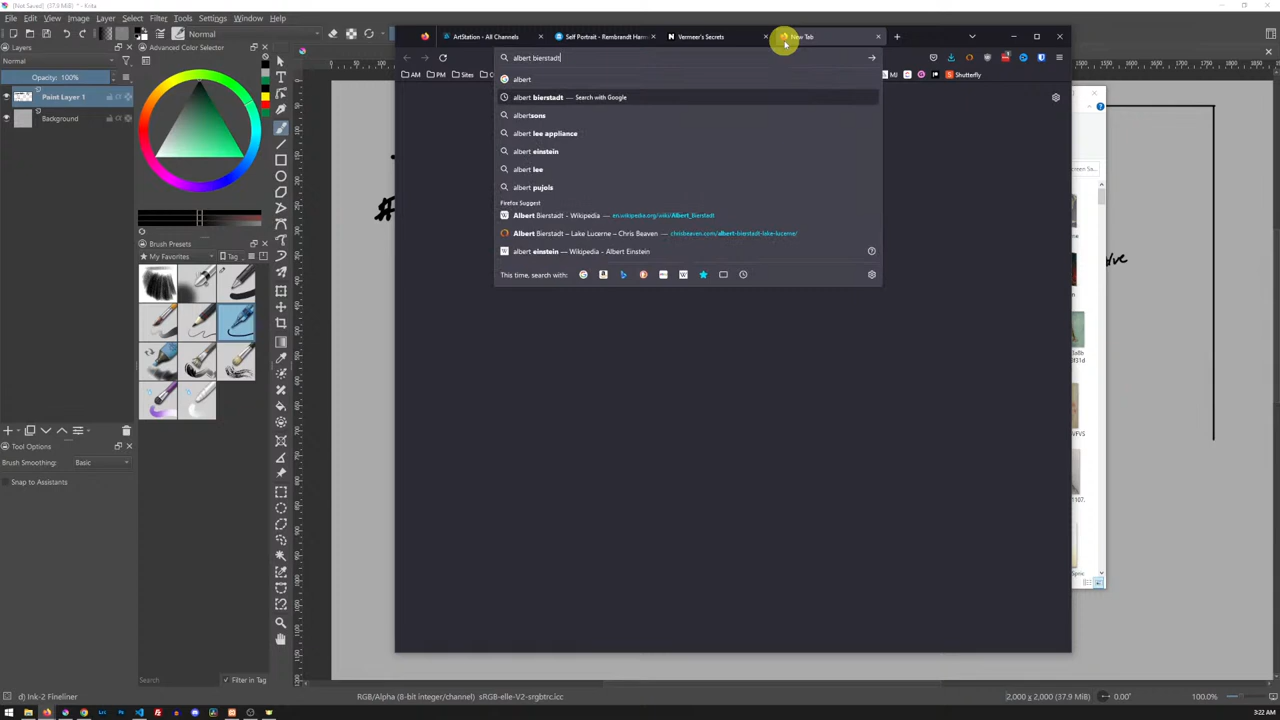 [Not Saved] (37.9 MiB) * - Krita
File Edit View Image Layer Select Filter Tools Settings Window Help
Normal
Layers
Normal
Opacity: 100%
Paint Layer 1
Background
Advanced Color Selector
Brush Presets
My Favorites
Tag
Tool Options
Brush Smoothing: Basic
Snap to Assistants
Search
Filter in Tag
ArtStation - All Channels
Self Portrait - Rembrandt Harm
Vermeer's Secrets
New Tab
albert bierstadt
AM
PM
Sites
MJ
Shutterfly
albert
albert bierstadt — Search with Google
albertsons
albert lee appliance
albert einstein
albert lee
albert pujols
Firefox Suggest
Albert Bierstadt - Wikipedia — en.wikipedia.org/wiki/Albert_Bierstadt
Albert Bierstadt – Lake Lucerne – Chris Beaven — chrisbeaven.com/albert-bierstadt-lake-lucerne/
albert einstein — Wikipedia - Albert Einstein
This time, search with:
d) Ink-2 Fineliner
RGB/Alpha (8-bit integer/channel) sRGB-elle-V2-srgbtrc.icc
2,000 x 2,000 (37.9 MiB)
0.00°
100.0%
3:22 AM